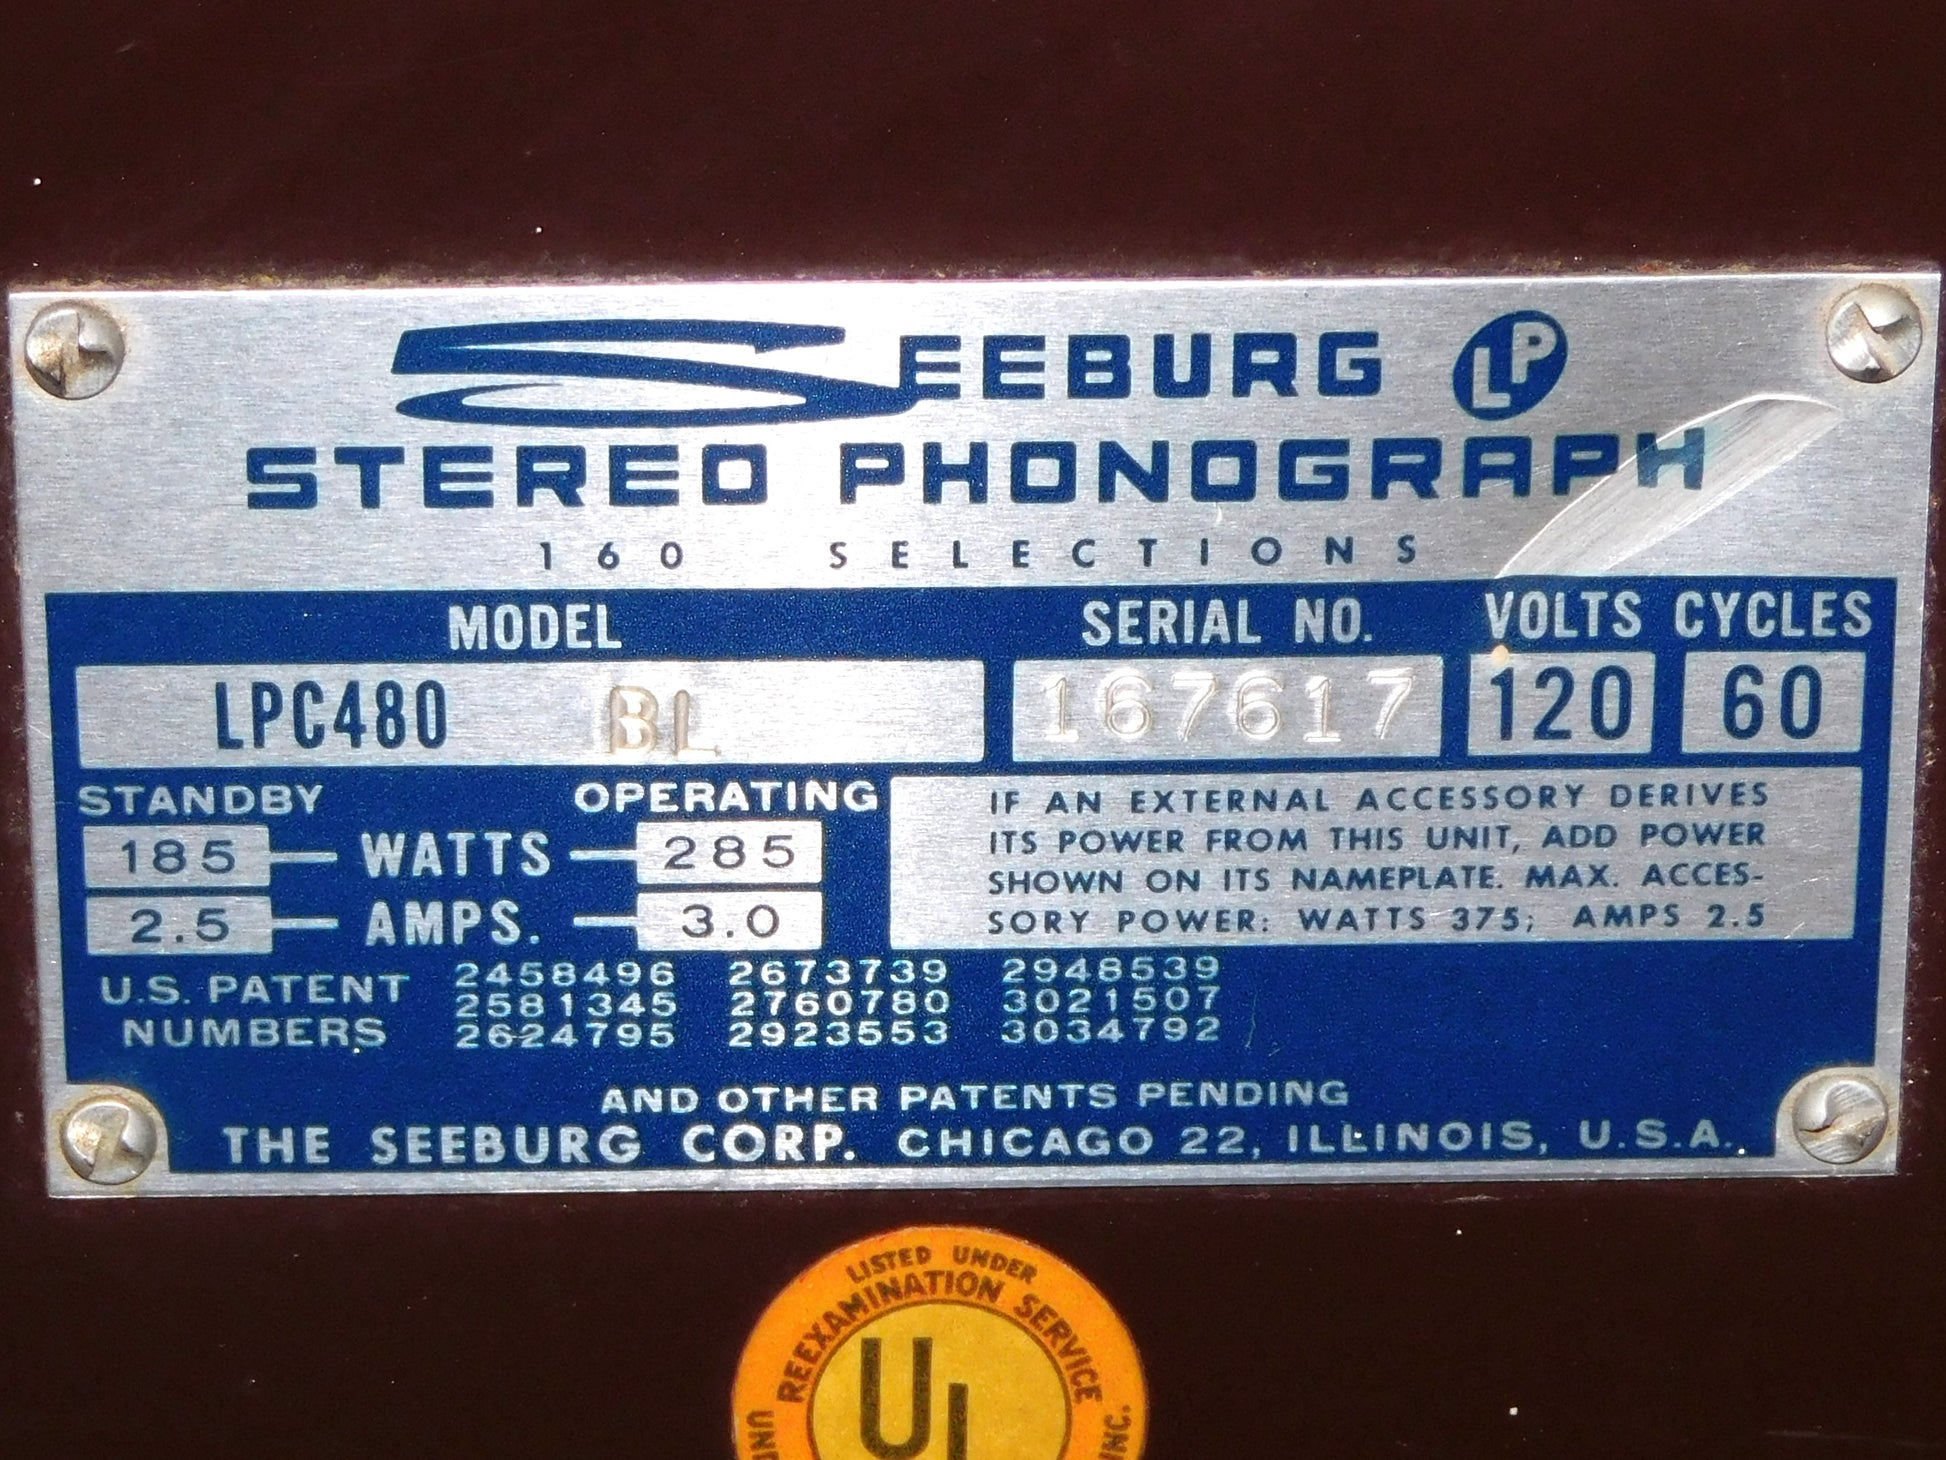 SEEBURG LP
STEREO PHONOGRAPH
160 SELECTIONS
MODEL SERIAL NO. VOLTS CYCLES
LPC480 BL 167617 120 60
STANDBY OPERATING
185 WATTS 285
2.5 AMPS. 3.0
IF AN EXTERNAL ACCESSORY DERIVES
ITS POWER FROM THIS UNIT, ADD POWER
SHOWN ON ITS NAMEPLATE. MAX. ACCES-
SORY POWER: WATTS 375; AMPS 2.5
U.S. PATENT
NUMBERS
2458496 2673739 2948539
2581345 2760780 3021507
2624795 2923553 3034792
AND OTHER PATENTS PENDING
THE SEEBURG CORP. CHICAGO 22, ILLINOIS, U.S.A.
LISTED UNDER
REEXAMINATION SERVICE
UL
INC.